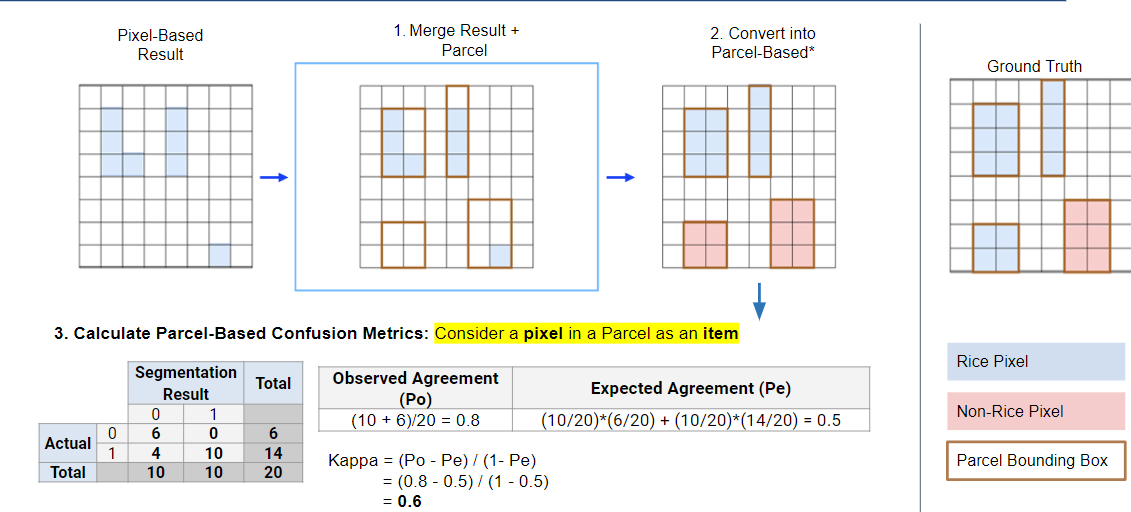 Pixel-Based
Result
1. Merge Result +
Parcel
2. Convert into
Parcel-Based*
Ground Truth
3. Calculate Parcel-Based Confusion Metrics: Consider a pixel in a Parcel as an item
Segmentation
Result
Total
0 1
Actual 0 6 0 6
1 4 10 14
Total 10 10 20
Observed Agreement
(Po)
Expected Agreement (Pe)
(10 + 6)/20 = 0.8
(10/20)*(6/20) + (10/20)*(14/20) = 0.5
Kappa = (Po - Pe) / (1- Pe)
= (0.8 - 0.5) / (1 - 0.5)
= 0.6
Rice Pixel
Non-Rice Pixel
Parcel Bounding Box